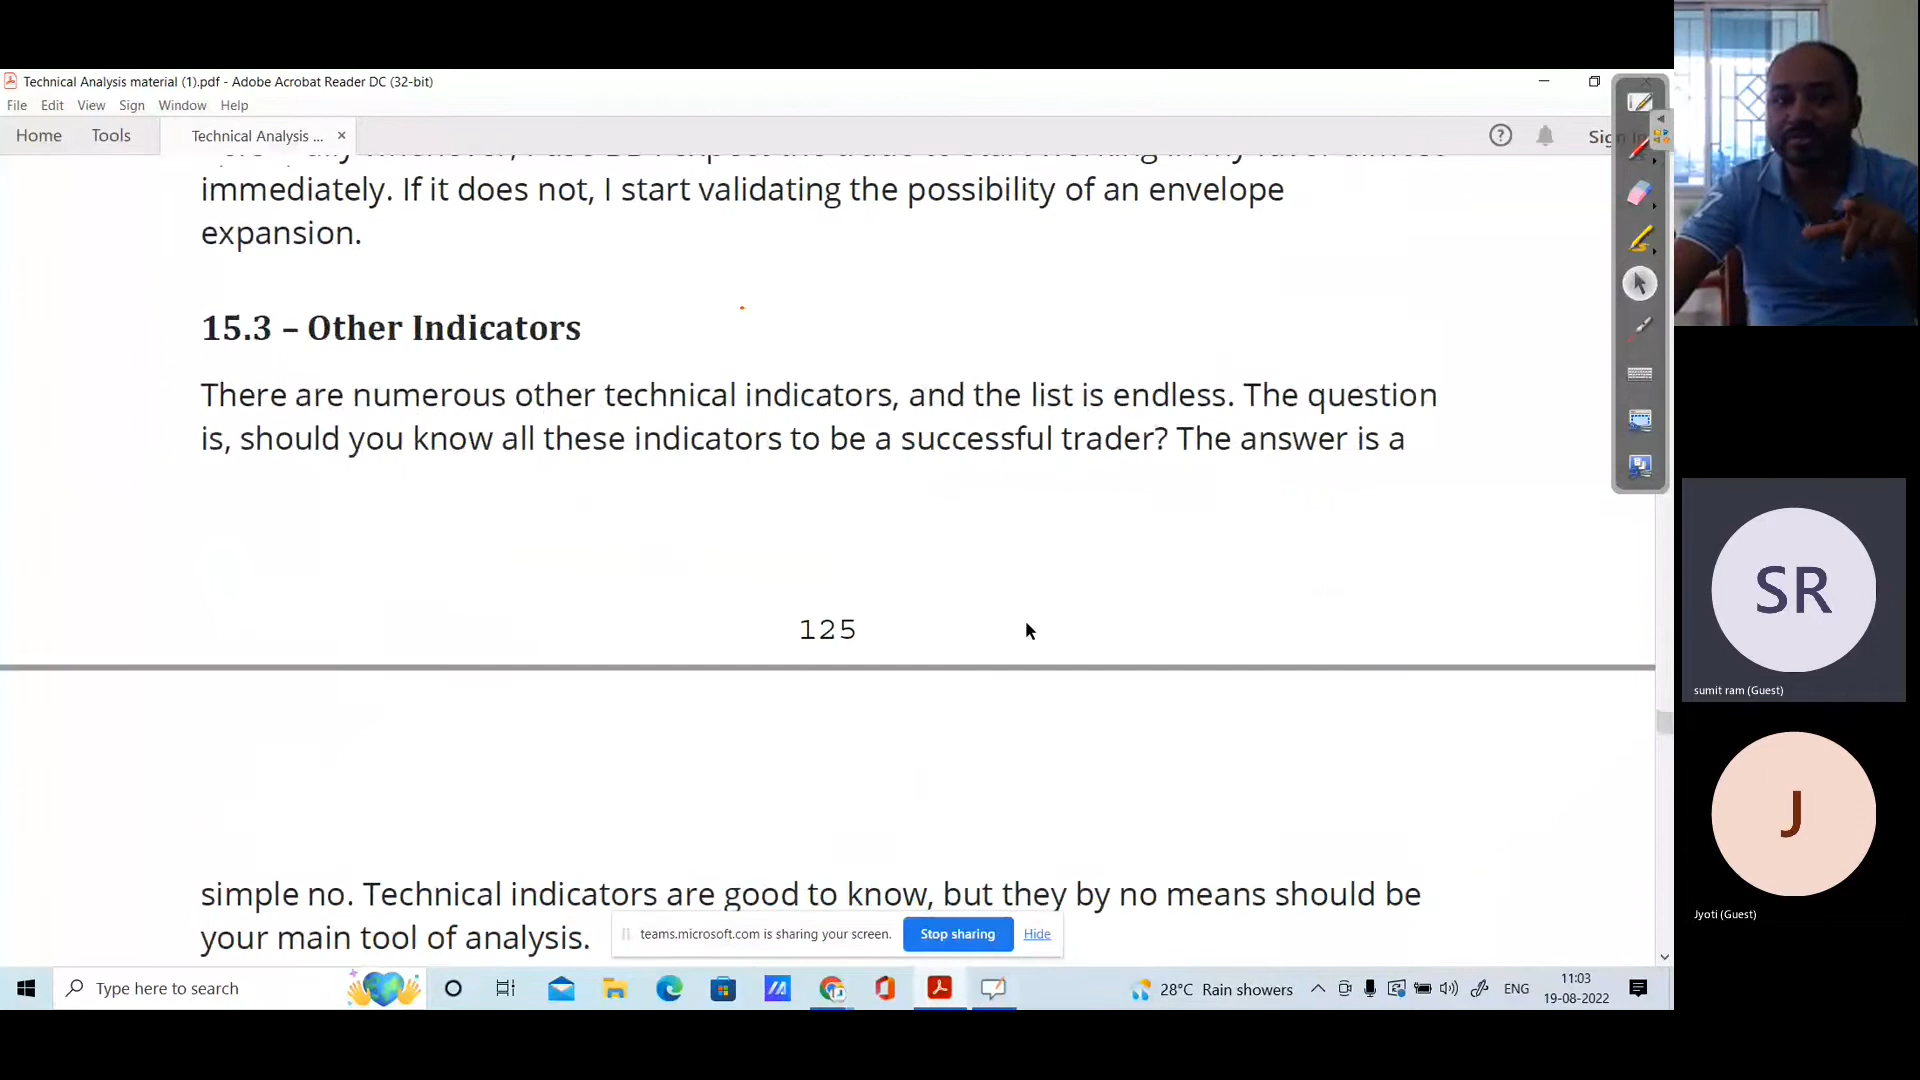 Technical Analysis material (1).pdf - Adobe Acrobat Reader DC (32-bit)
File Edit View Sign Window Help
Home Tools Technical Analysis ... × Sign In
immediately. If it does not, I start validating the possibility of an envelope
expansion.
15.3 – Other Indicators
There are numerous other technical indicators, and the list is endless. The question
is, should you know all these indicators to be a successful trader? The answer is a
125
simple no. Technical indicators are good to know, but they by no means should be
your main tool of analysis.
teams.microsoft.com is sharing your screen. Stop sharing Hide
Type here to search
28°C Rain showers
ENG
11:03
19-08-2022
SR
sumit ram (Guest)
J
Jyoti (Guest)